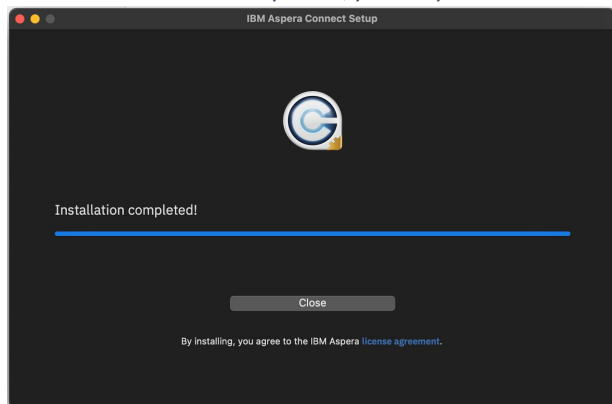 IBM Aspera Connect Setup
Installation completed!
Close
By installing, you agree to the IBM Aspera license agreement.